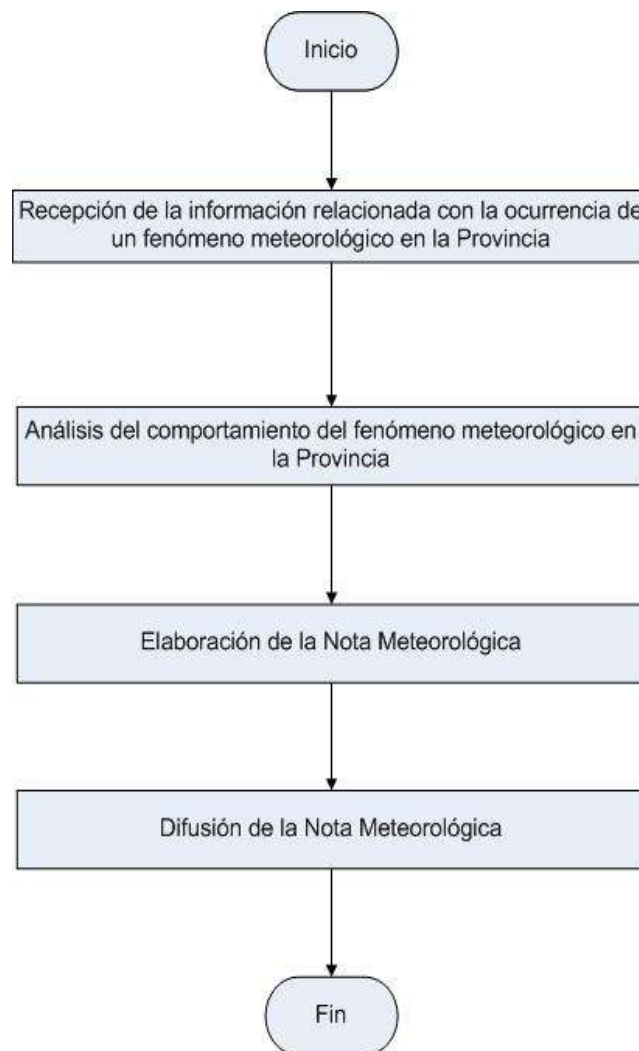 Inicio
Recepción de la información relacionada con la ocurrencia de
un fenómeno meteorológico en la Provincia
Análisis del comportamiento del fenómeno meteorológico en
la Provincia
Elaboración de la Nota Meteorológica
Difusión de la Nota Meteorológica
Fin